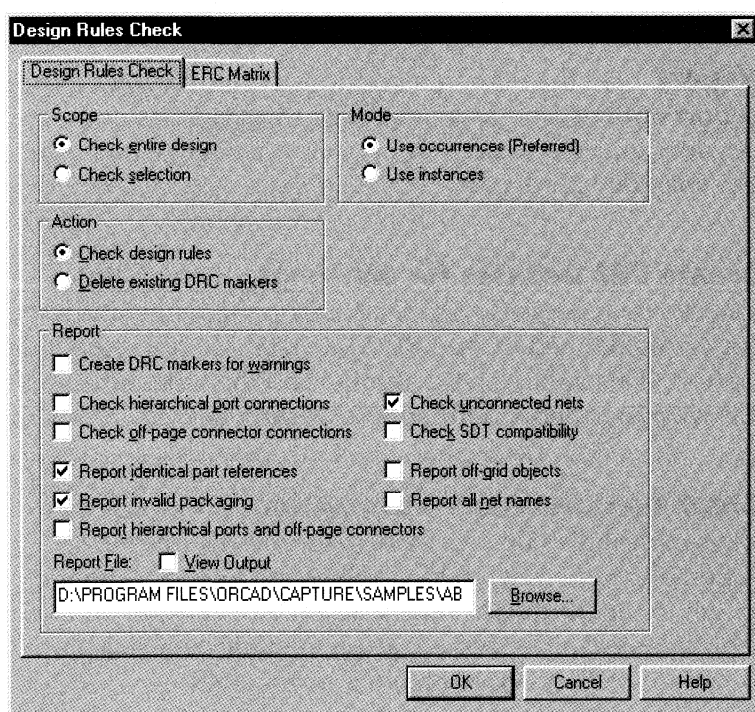 Design Rules Check
Design Rules Check
ERC Matrix
Scope
Check entire design
Check selection
Mode
Use occurrences (Preferred)
Use instances
Action
Check design rules
Delete existing DRC markers
Report
Create DRC markers for warnings
Check hierarchical port connections
Check unconnected nets
Check off-page connector connections
Check SDT compatibility
Report identical part references
Report off-grid objects
Report invalid packaging
Report all net names
Report hierarchical ports and off-page connectors
Report File: View Output
D:\PROGRAM FILES\ORCAD\CAPTURE\SAMPLES\AB
Browse...
OK
Cancel
Help